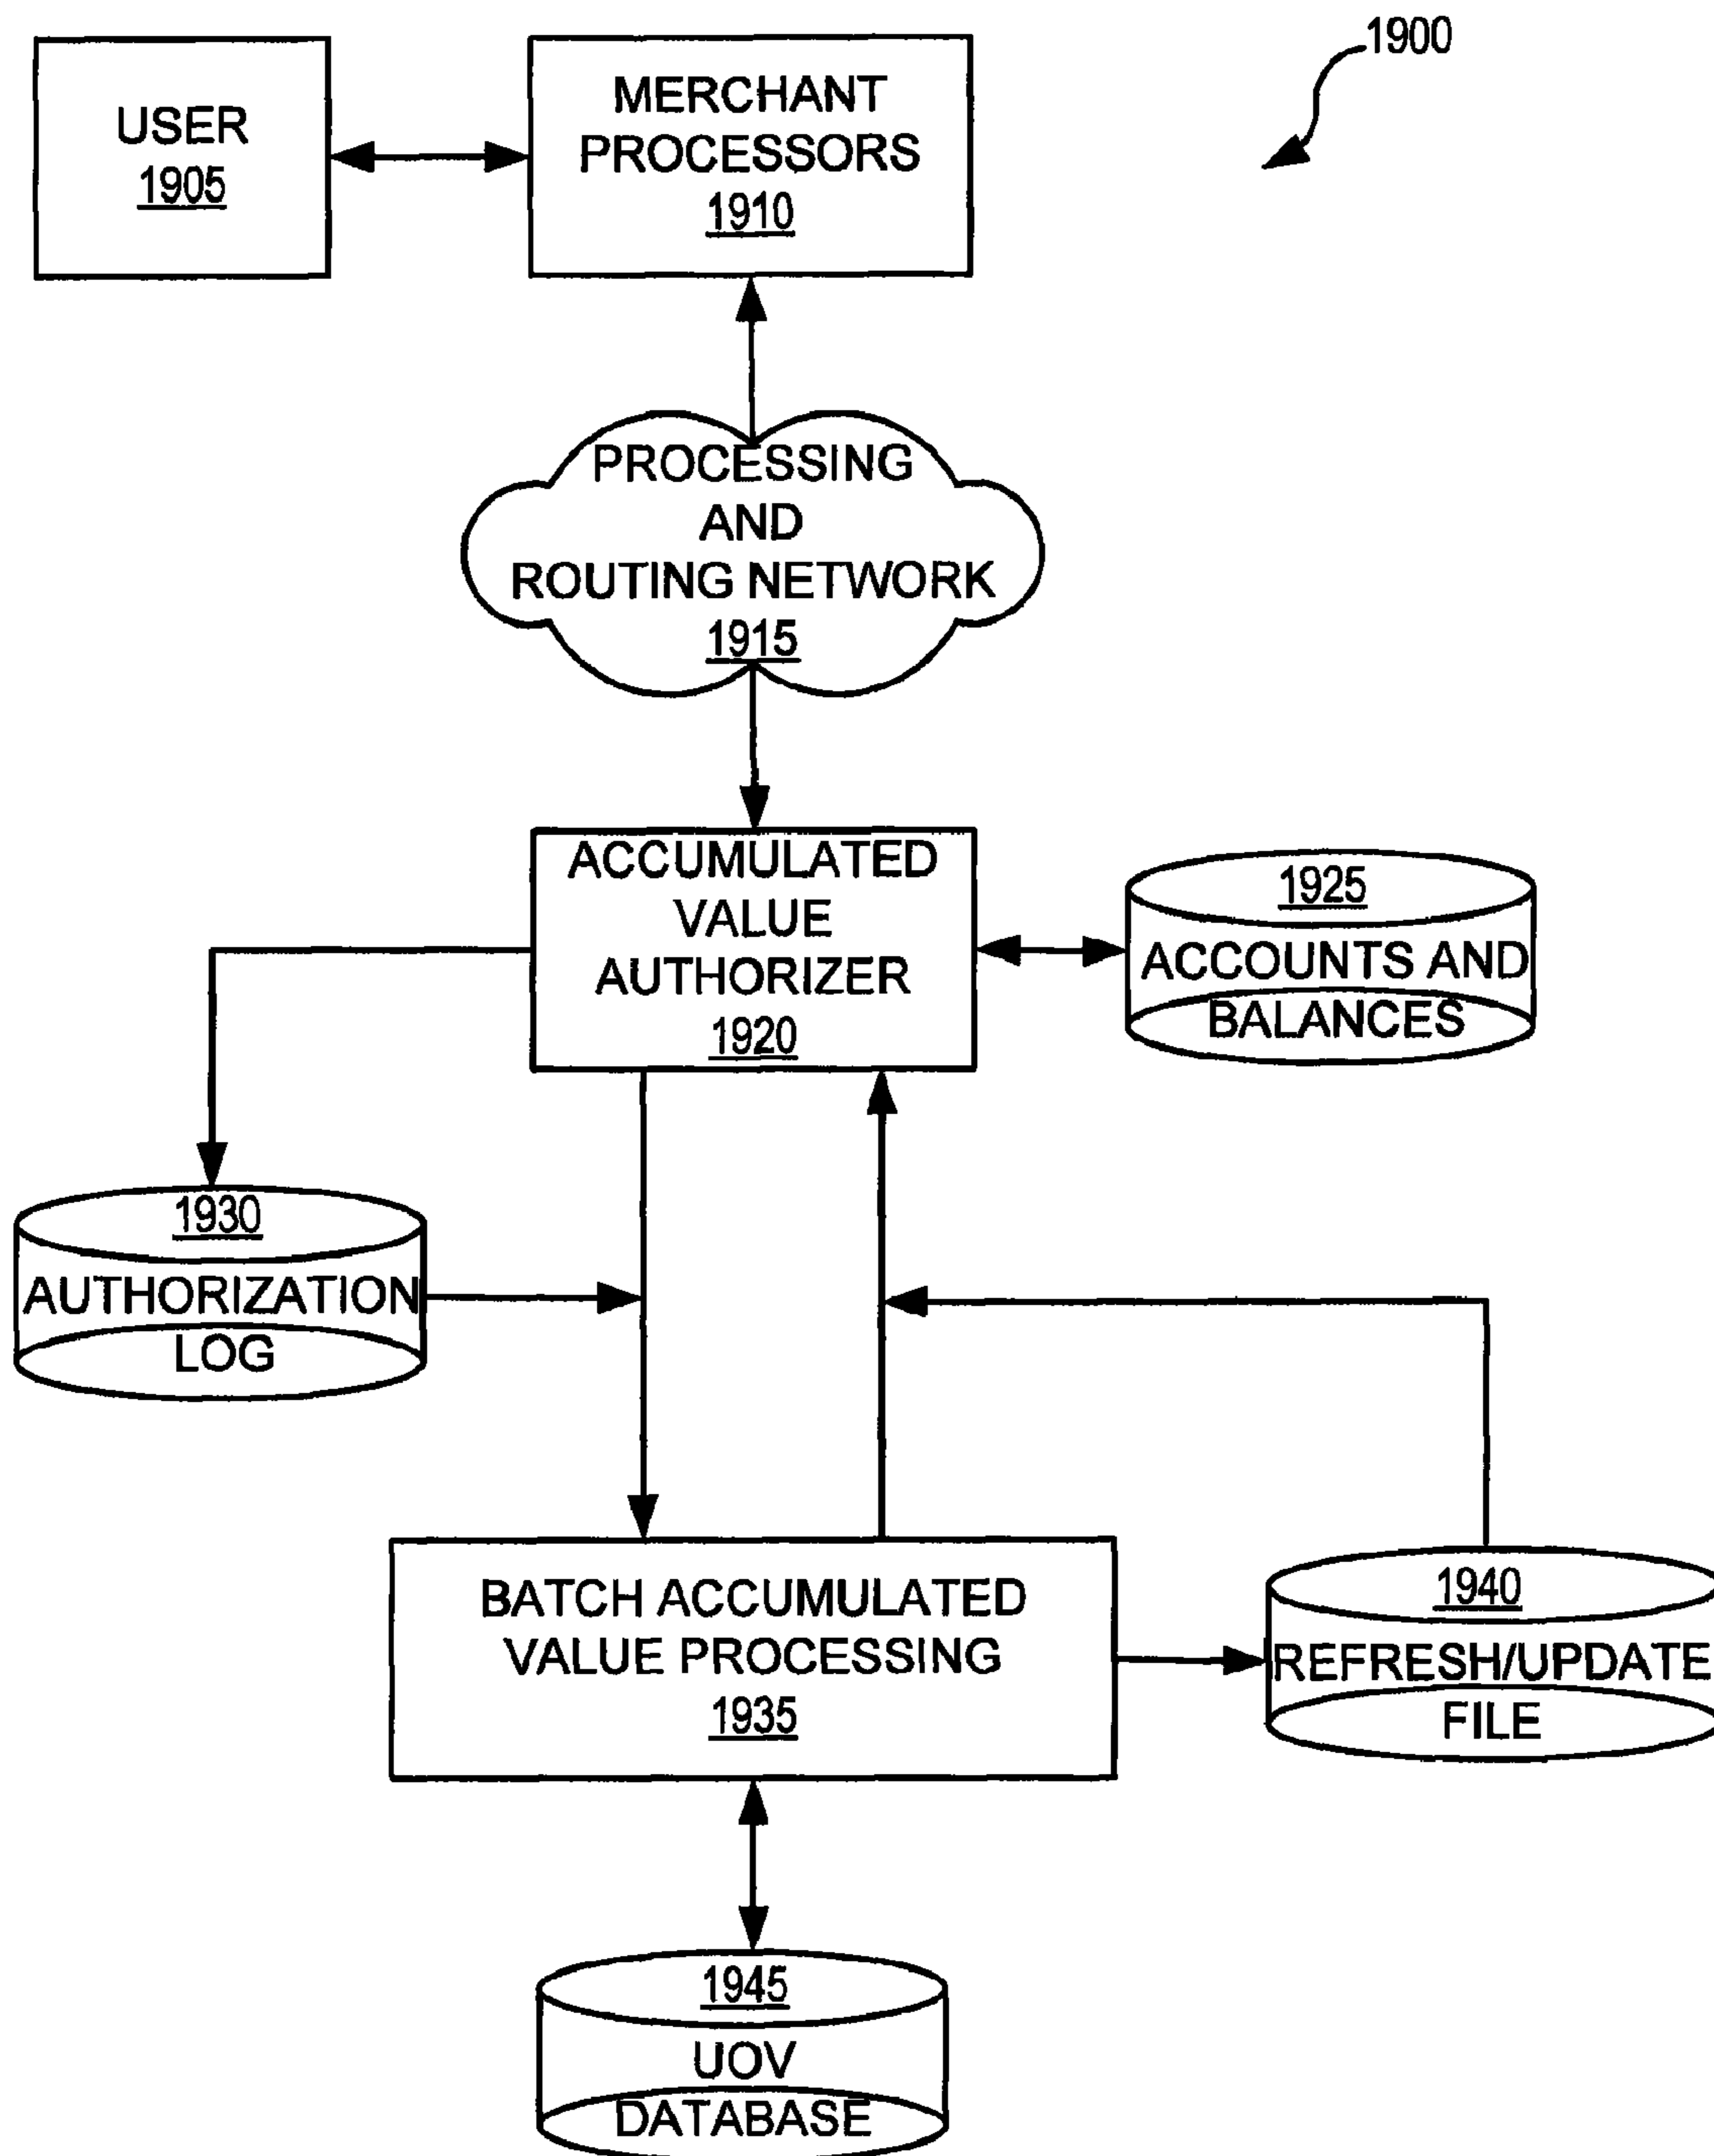 1900
USER
1905
MERCHANT
PROCESSORS
1910
PROCESSING
AND
ROUTING NETWORK
1915
ACCUMULATED
VALUE
AUTHORIZER
1920
1925
ACCOUNTS AND
BALANCES
1930
AUTHORIZATION
LOG
BATCH ACCUMULATED
VALUE PROCESSING
1935
1940
REFRESH/UPDATE
FILE
1945
UOV
DATABASE